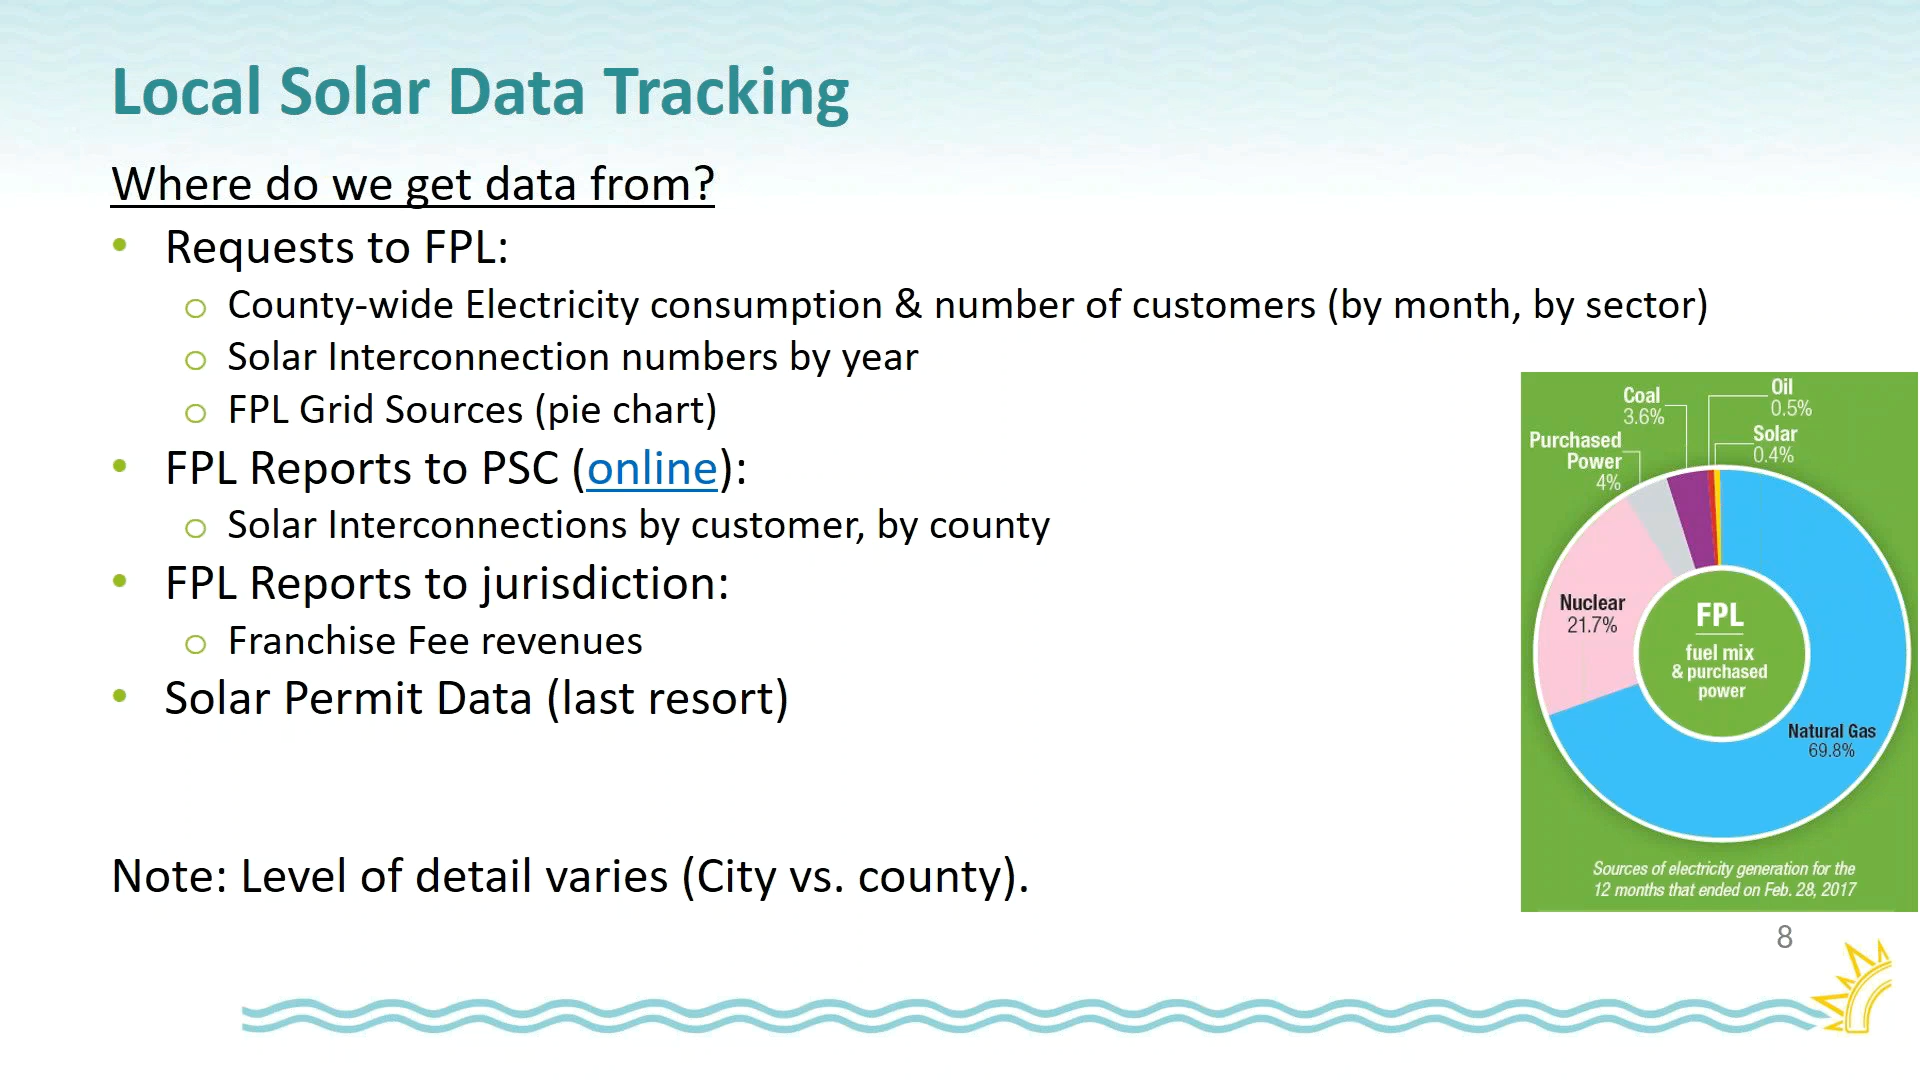 Local Solar Data Tracking
Where do we get data from?
• Requests to FPL:
o County-wide Electricity consumption & number of customers (by month, by sector)
o Solar Interconnection numbers by year
o FPL Grid Sources (pie chart)
• FPL Reports to PSC (online):
o Solar Interconnections by customer, by county
• FPL Reports to jurisdiction:
o Franchise Fee revenues
• Solar Permit Data (last resort)
Note: Level of detail varies (City vs. county).
Coal
3.6%
Oil
0.5%
Purchased
Power
4%
Solar
0.4%
Nuclear
21.7%
FPL
fuel mix
& purchased
power
Natural Gas
69.8%
Sources of electricity generation for the
12 months that ended on Feb. 28, 2017
8